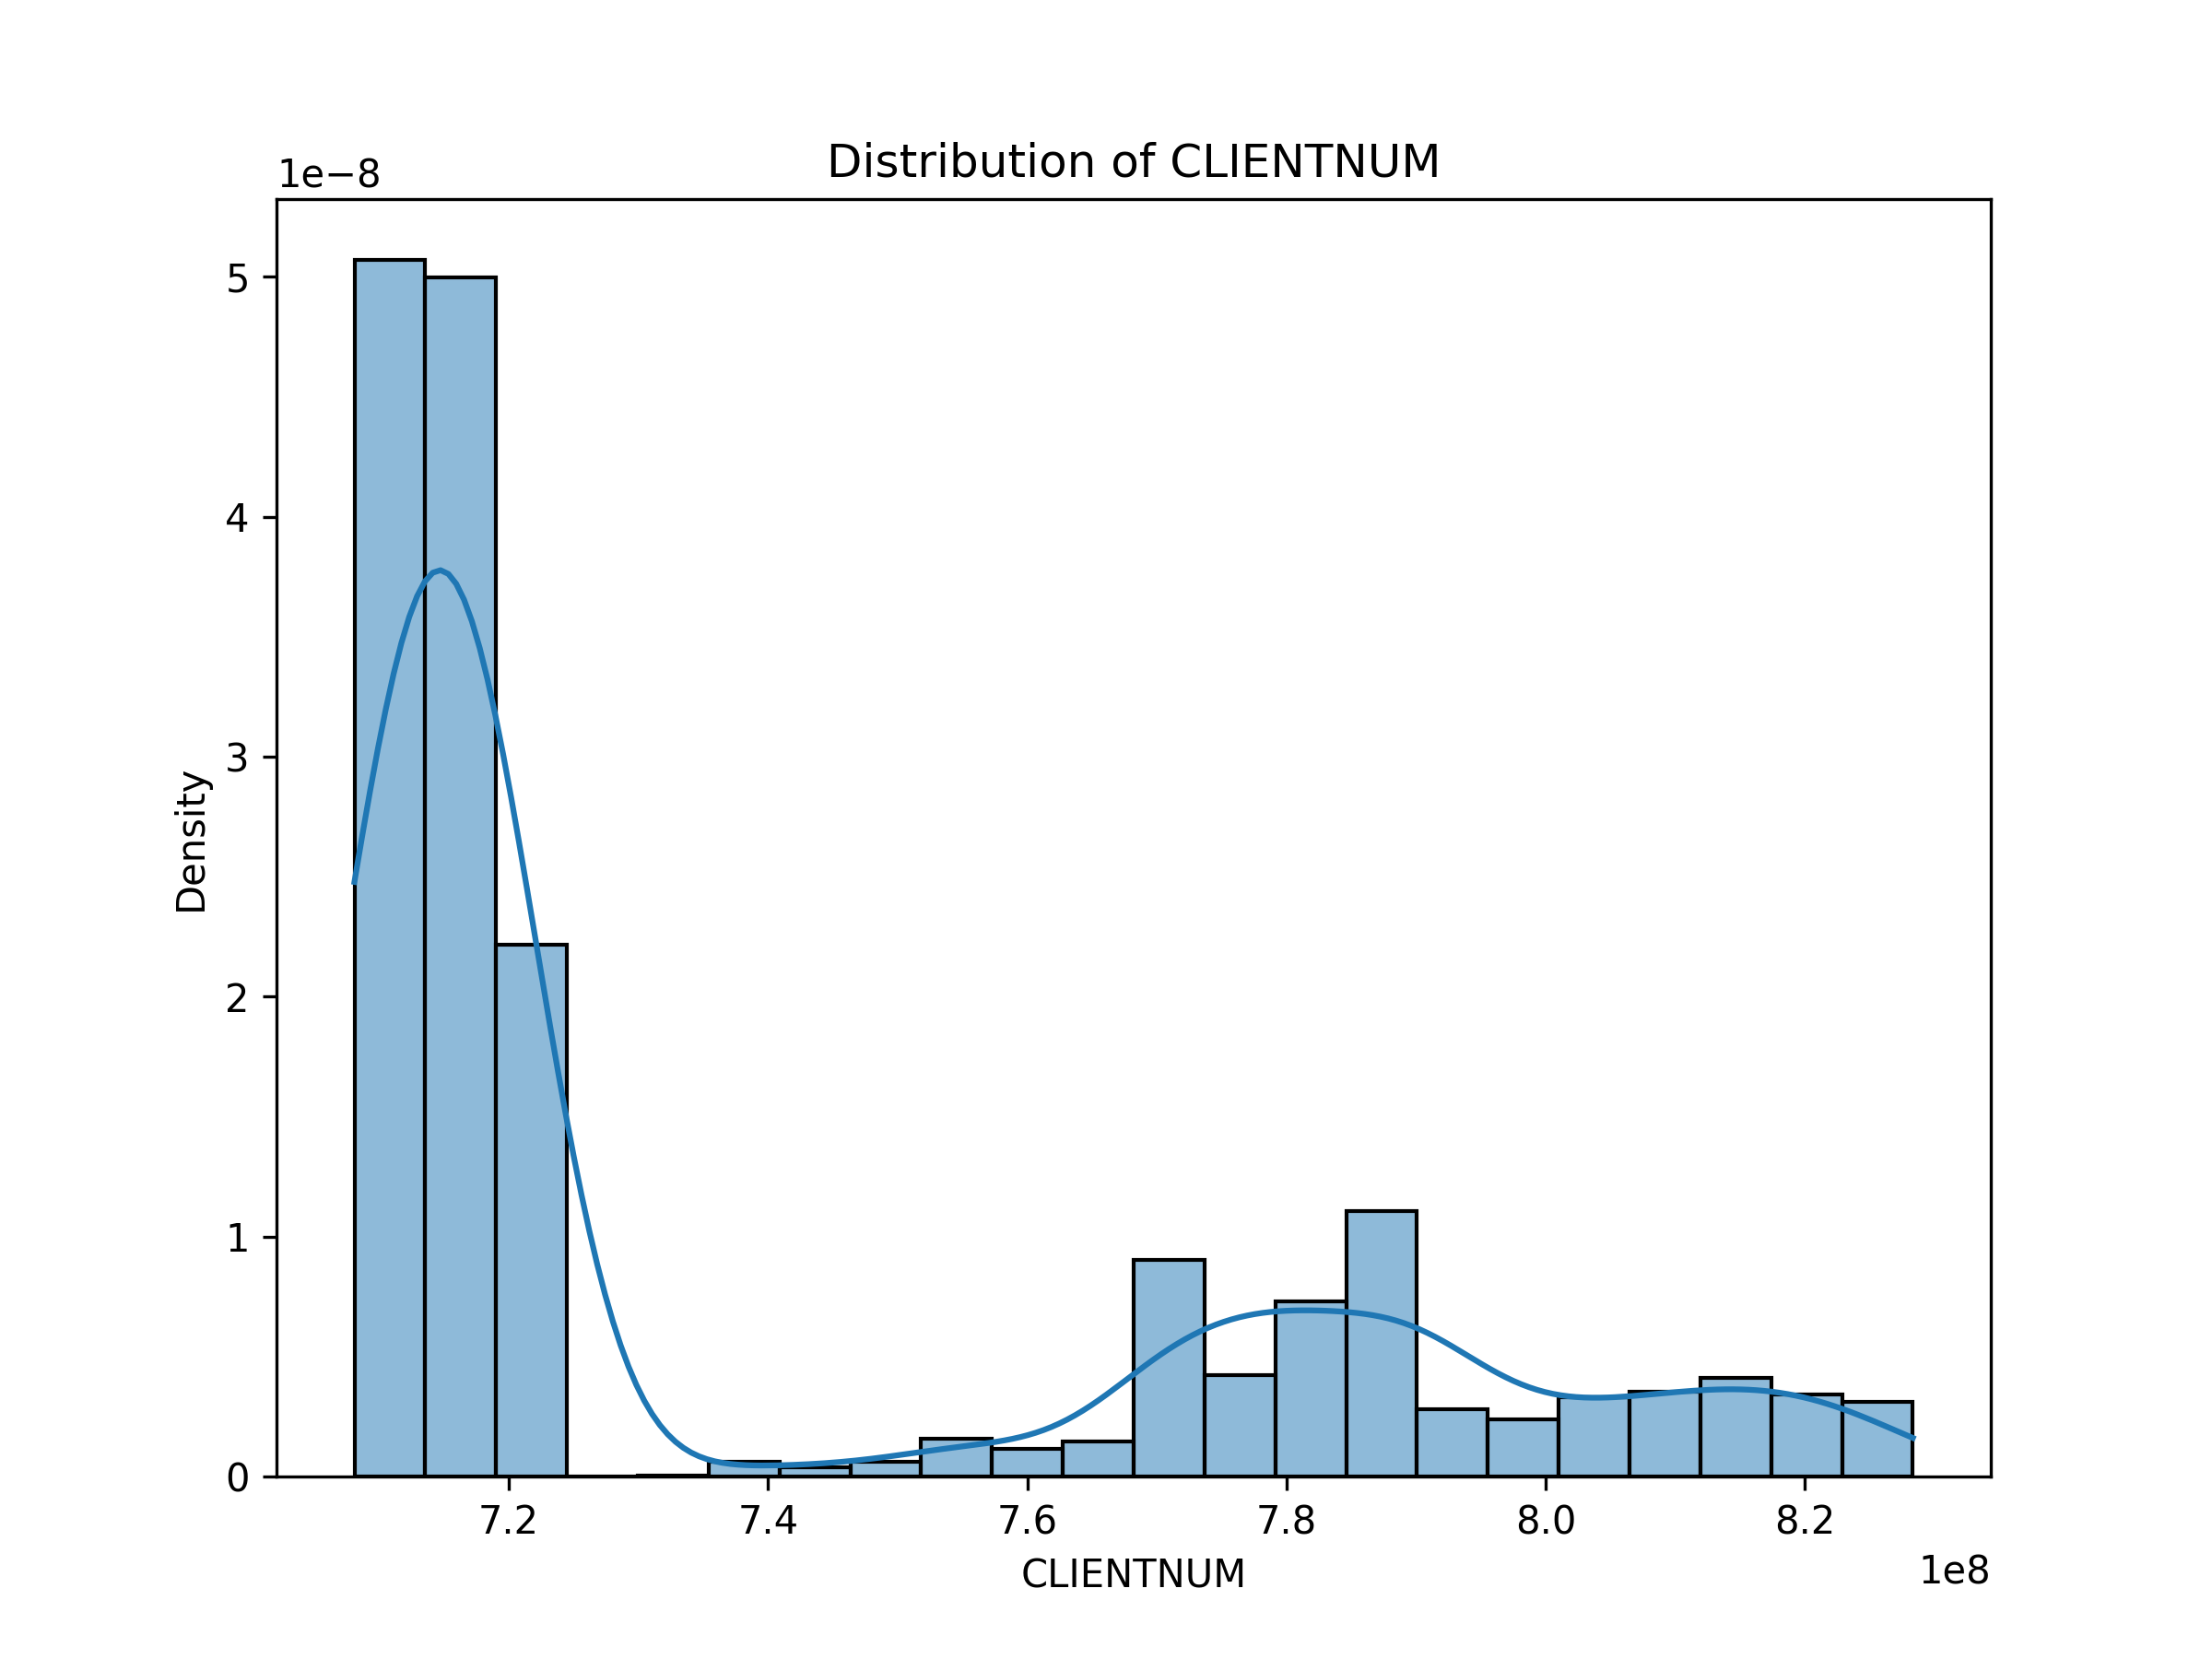 Distribution of CLIENTNUM
1e−8
5
4
3
2
1
0
Density
7.2 7.4 7.6 7.8 8.0 8.2
1e8
CLIENTNUM